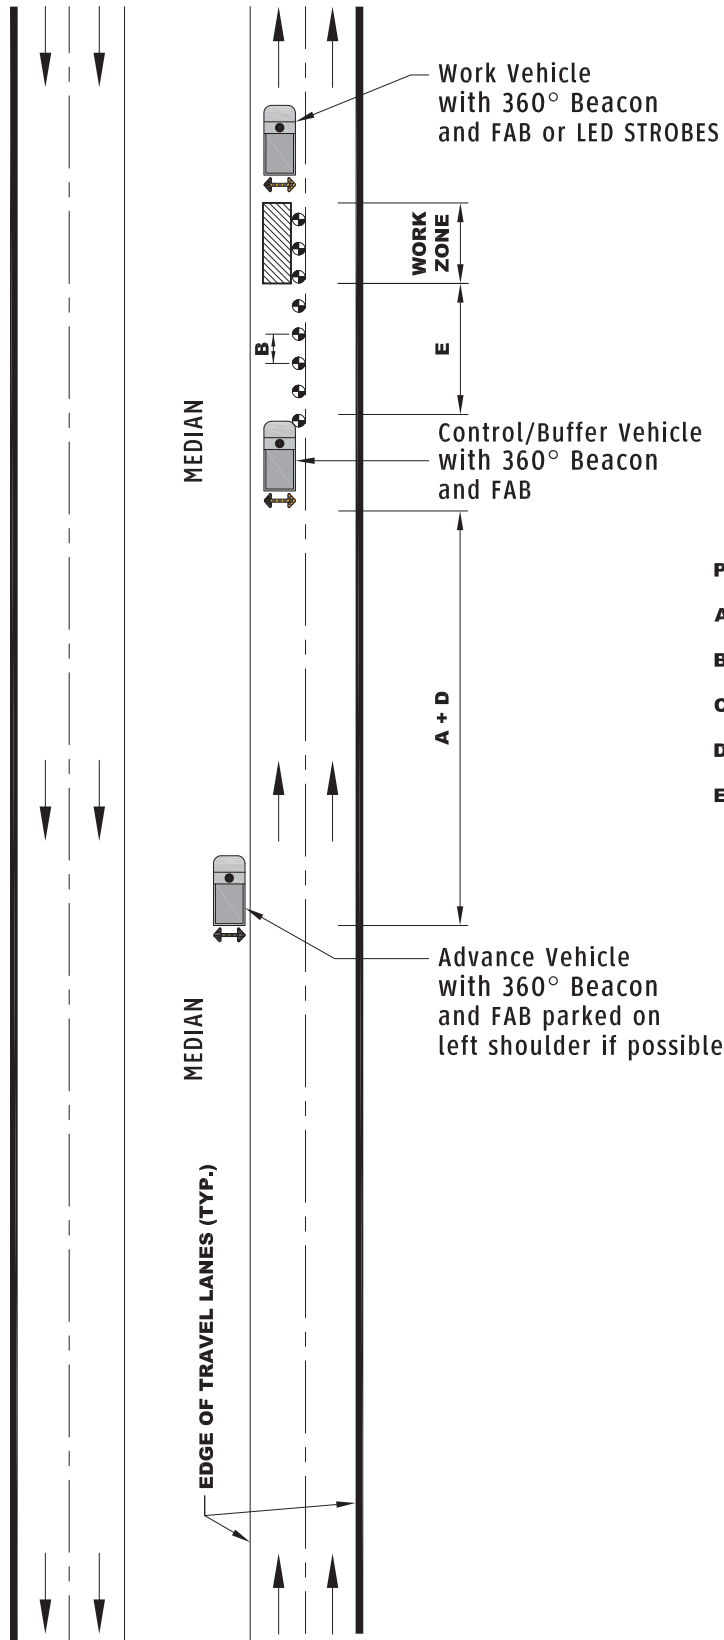 Work Vehicle
with 360° Beacon
and FAB or LED STROBES
WORK
ZONE
B
E
MEDIAN
Control/Buffer Vehicle
with 360° Beacon
and FAB
P
A
B
C
D
E
A + D
Advance Vehicle
with 360° Beacon
and FAB parked on
left shoulder if possible
MEDIAN
EDGE OF TRAVEL LANES (TYP.)